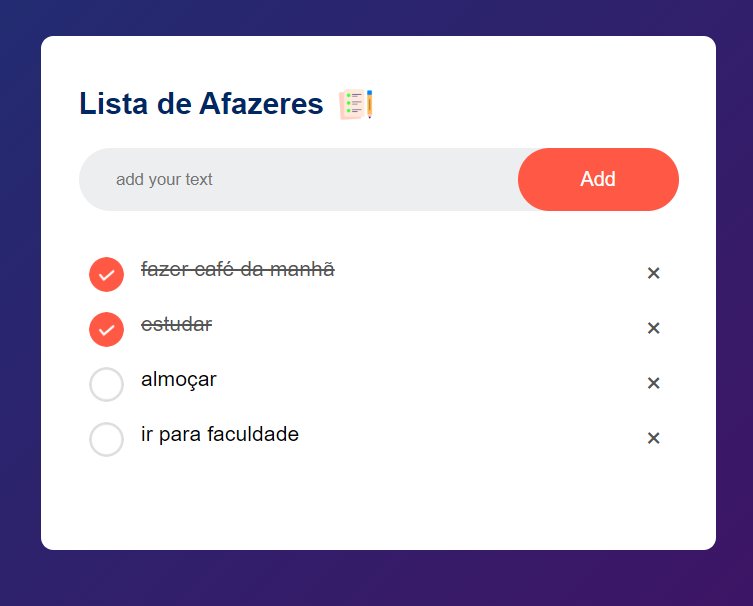 Lista de Afazeres
add your text
Add
fazer café da manhã
estudar
almoçar
ir para faculdade